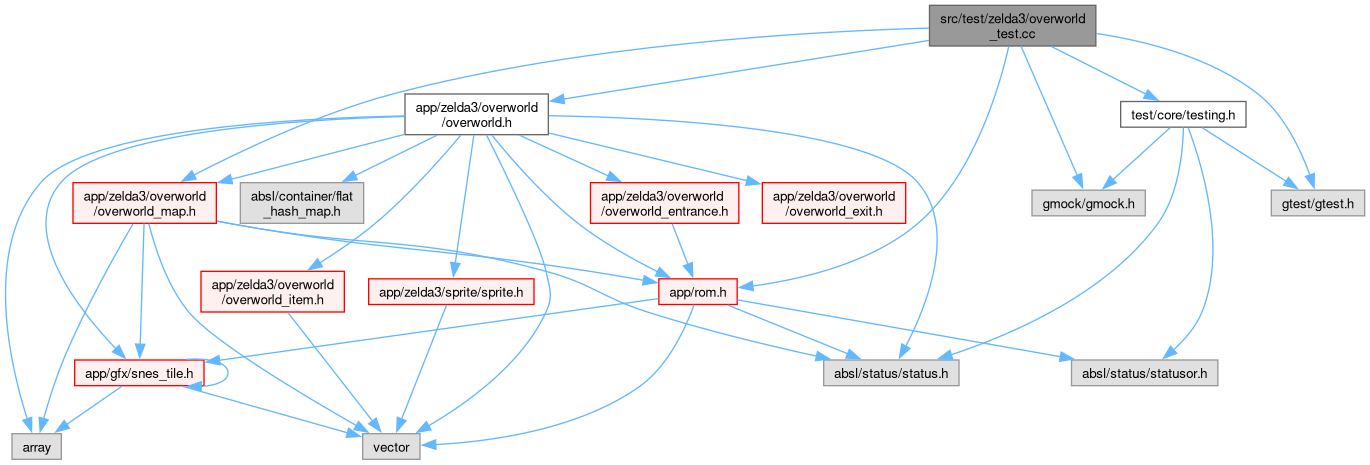 src/test/zelda3/overworld
_test.cc
app/zelda3/overworld
/overworld.h
test/core/testing.h
app/zelda3/overworld
/overworld_map.h
absl/container/flat
_hash_map.h
app/zelda3/overworld
/overworld_entrance.h
app/zelda3/overworld
/overworld_exit.h
gmock/gmock.h
gtest/gtest.h
app/zelda3/overworld
/overworld_item.h
app/zelda3/sprite/sprite.h
app/rom.h
app/gfx/snes_tile.h
absl/status/status.h
absl/status/statusor.h
array
vector